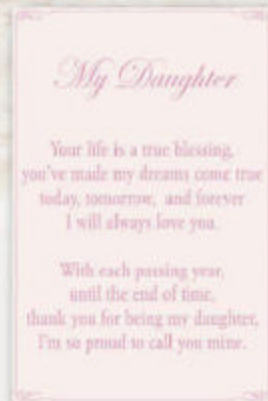 My Daughter
Your life is a true blessing,
you've made my dreams come true
today, tomorrow, and forever
I will always love you.
With each passing year,
until the end of time,
thank you for being my daughter,
I'm so proud to call you mine.